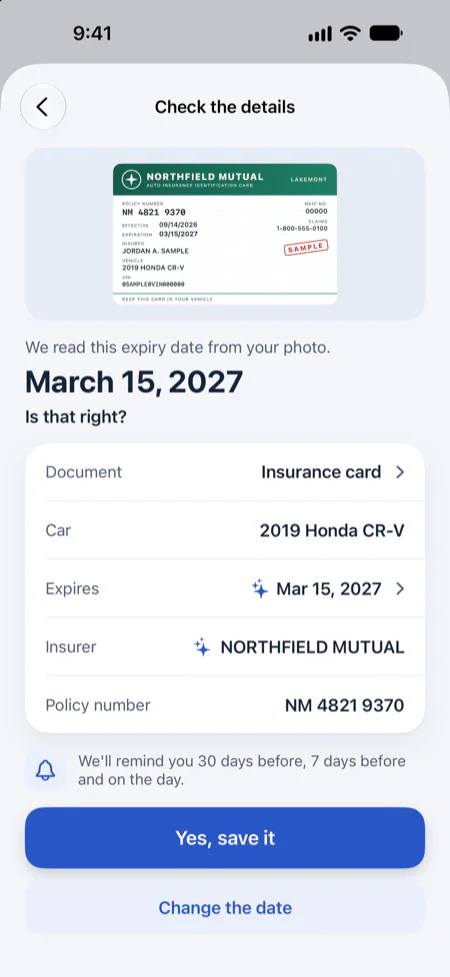 9:41
Check the details
NORTHFIELD MUTUAL
AUTO INSURANCE IDENTIFICATION CARD
LAKEMONT
POLICY NUMBER
NM 4821 9370
NAIC NO.
00000
EFFECTIVE 09/14/2026
EXPIRATION 03/15/2027
CLAIMS
1-800-555-0100
INSURED
JORDAN A. SAMPLE
SAMPLE
VEHICLE
2019 HONDA CR-V
VIN
0SAMPLE0VIN000000
KEEP THIS CARD IN YOUR VEHICLE
We read this expiry date from your photo.
March 15, 2027
Is that right?
Document Insurance card
Car 2019 Honda CR-V
Expires Mar 15, 2027
Insurer NORTHFIELD MUTUAL
Policy number NM 4821 9370
We'll remind you 30 days before, 7 days before
and on the day.
Yes, save it
Change the date